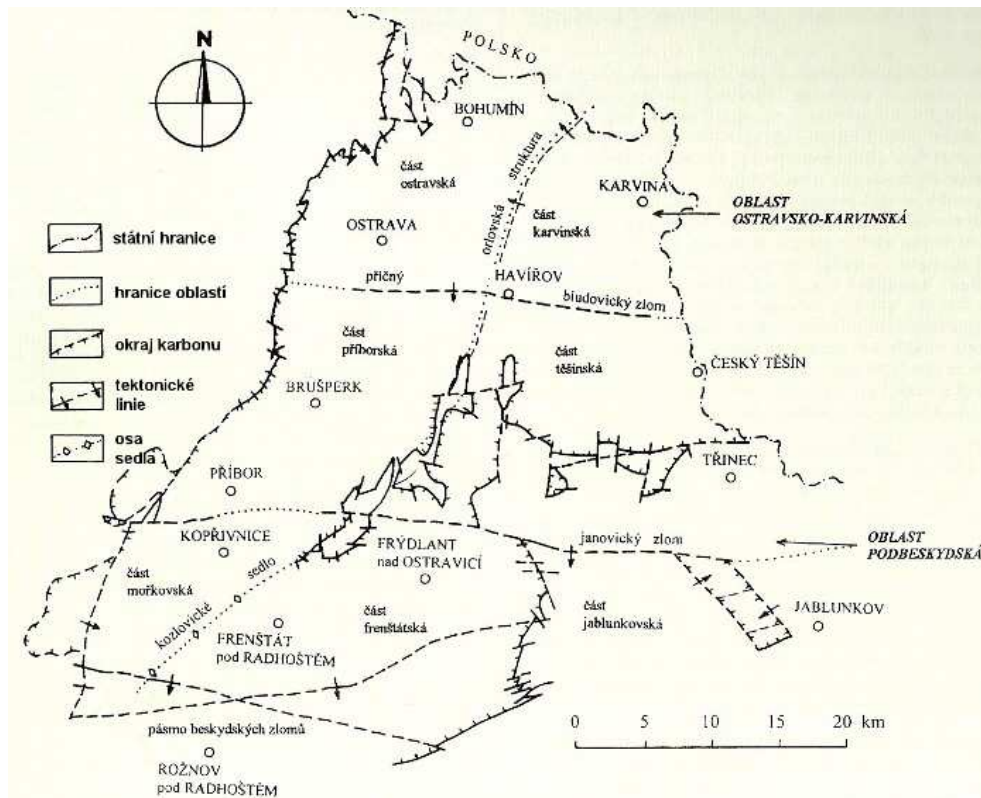 N
POLSKO
BOHUMÍN
část
ostravská
struktura
orlovská
KARVINÁ
OBLAST
OSTRAVSKO-KARVINSKÁ
část
karvinská
OSTRAVA
státní hranice
hranice oblastí
okraj karbonu
tektonické
linie
osa
sedla
příčný
HAVÍŘOV
bludovický zlom
část
příborská
část
těšínská
BRUŠPERK
ČESKÝ TĚŠÍN
TŘINEC
PŘÍBOR
KOPŘIVNICE
FRÝDLANT
nad OSTRAVICÍ
janovický zlom
OBLAST
PODBESKYDSKÁ
část
mořkovská
kozlovické
sedlo
část
frenštátská
část
jablunkovská
JABLUNKOV
FRENŠTÁT
pod RADHOŠTĚM
pásmo beskydských zlomů
ROŽNOV
pod RADHOŠTĚM
0 5 10 15 20 km